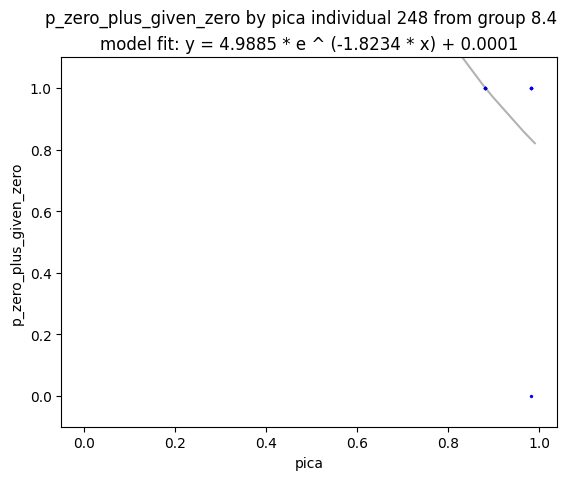 p_zero_plus_given_zero by pica individual 248 from group 8.4
model fit: y = 4.9885 * e ^ (-1.8234 * x) + 0.0001
1.0
0.8
0.6
0.4
0.2
0.0
p_zero_plus_given_zero
0.0 0.2 0.4 0.6 0.8 1.0
pica